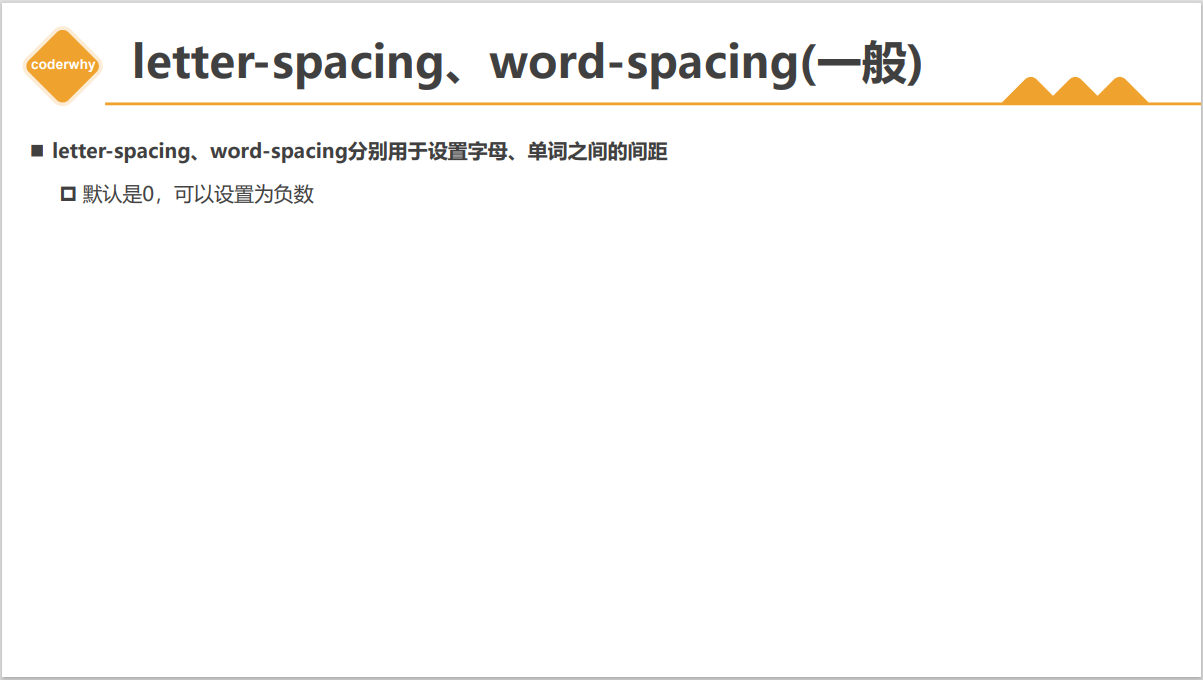 coderwhy
letter-spacing、word-spacing(一般)
letter-spacing、word-spacing分别用于设置字母、单词之间的间距
默认是0，可以设置为负数